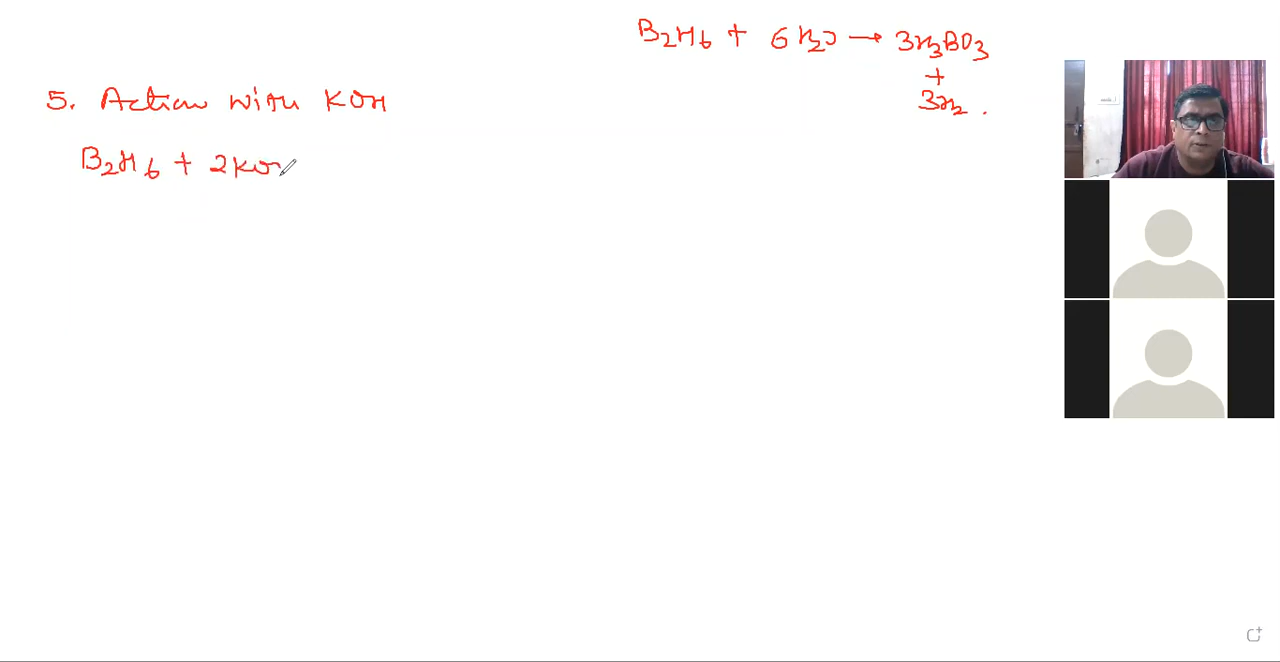 B2H6 + 6H2O → 3H3BO3
+
3H2.
5. Action with KOH
B2H6 + 2KOH